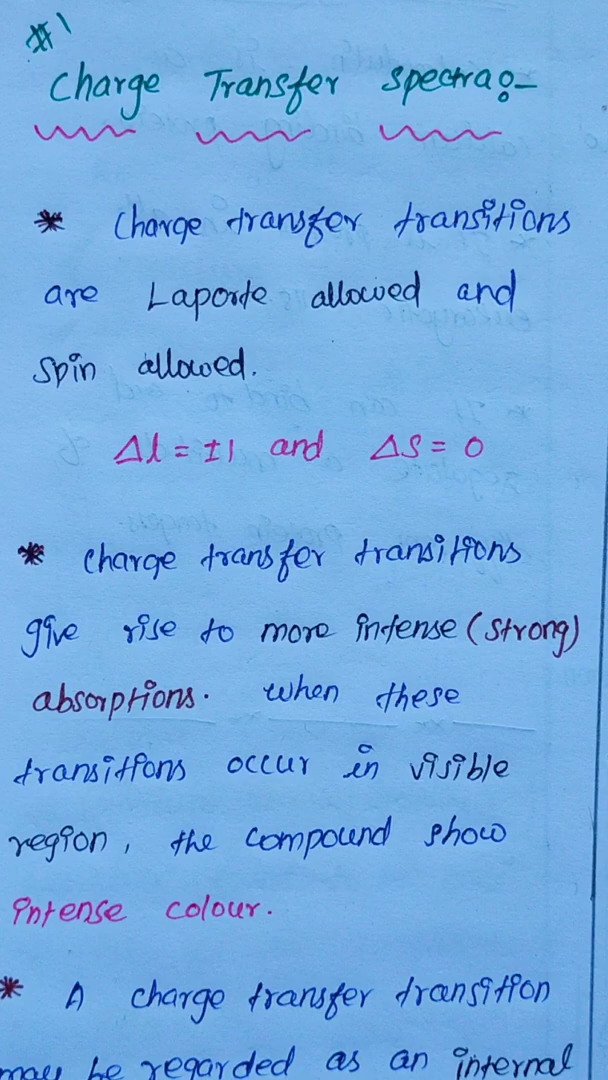 #1
Charge Transfer Spectra:-
* Charge transfer transitions
are Laporte allowed and
spin allowed.
Δl = ±1 and ΔS = 0
* Charge transfer transitions
give rise to more intense (strong)
absorptions. when these
transitions occur in visible
region, the compound show
intense colour.
* A charge transfer transition
may be regarded as an internal